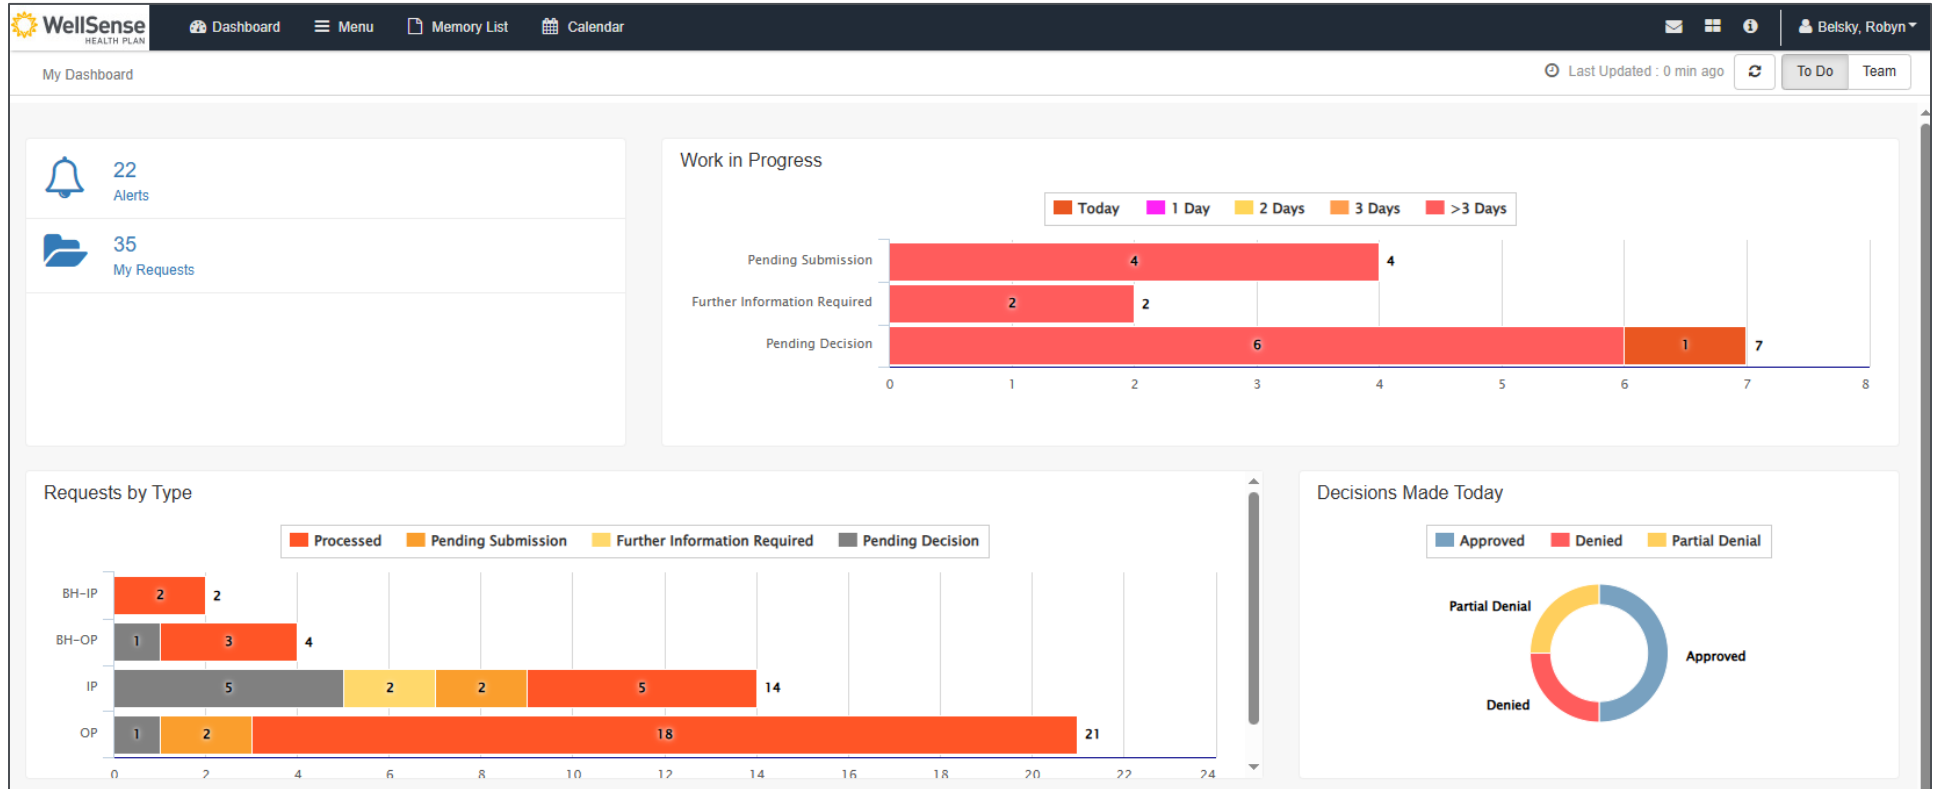 WellSense
HEALTH PLAN
Dashboard
Menu
Memory List
Calendar
Belsky, Robyn
My Dashboard
Last Updated : 0 min ago
To Do
Team
22
Alerts
35
My Requests
Work in Progress
Today 1 Day 2 Days 3 Days >3 Days
Pending Submission 4 4
Further Information Required 2 2
Pending Decision 6 1 7
0 1 2 3 4 5 6 7 8
Requests by Type
Processed Pending Submission Further Information Required Pending Decision
BH-IP 2 2
BH-OP 1 3 4
IP 5 2 2 5 14
OP 1 2 18 21
0 2 4 6 8 10 12 14 16 18 20 22 24
Decisions Made Today
Approved Denied Partial Denial
Partial Denial
Approved
Denied